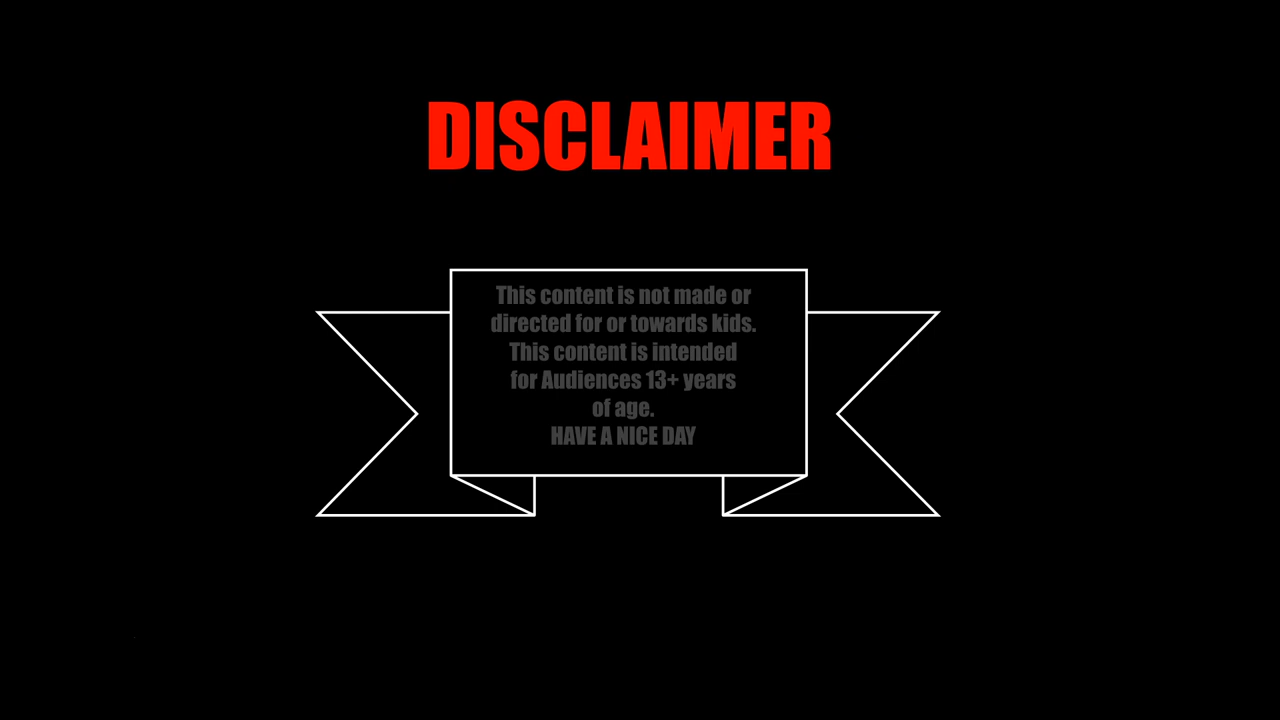 DISCLAIMER
This content is not made or
directed for or towards kids.
This content is intended
for Audiences 13+ years
of age.
HAVE A NICE DAY